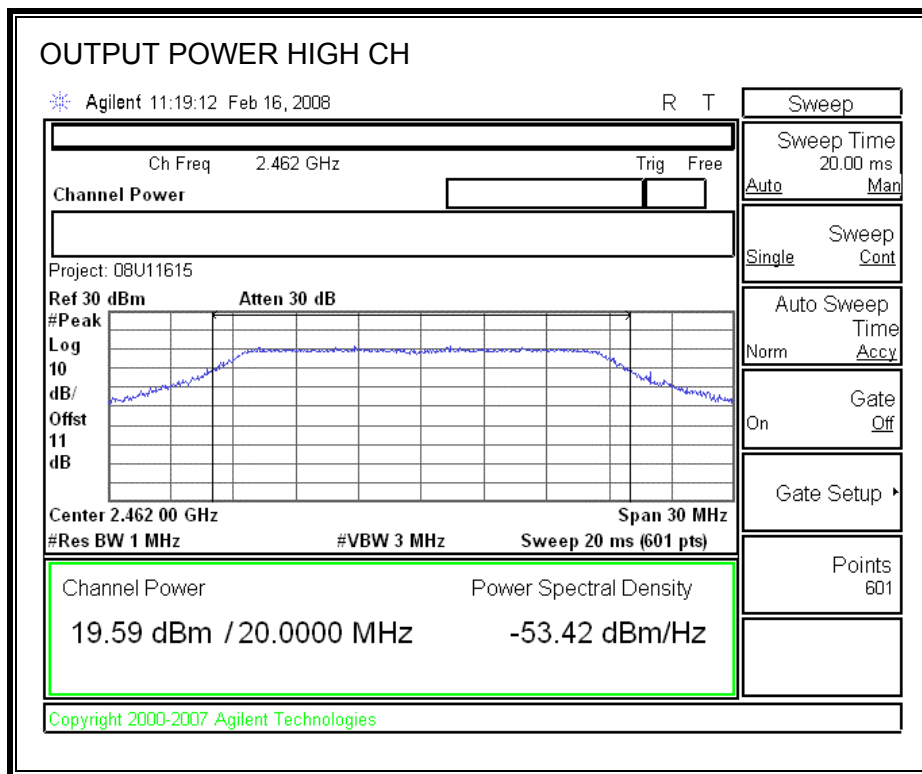 OUTPUT POWER HIGH CH
Agilent 11:19:12 Feb 16, 2008 R T
Ch Freq 2.462 GHz Trig Free
Channel Power
Project: 08U11615
Ref 30 dBm Atten 30 dB
#Peak
Log
10
dB/
Offst
11
dB
Center 2.462 00 GHz Span 30 MHz
#Res BW 1 MHz #VBW 3 MHz Sweep 20 ms (601 pts)
Channel Power Power Spectral Density
19.59 dBm / 20.0000 MHz -53.42 dBm/Hz
Copyright 2000-2007 Agilent Technologies
Sweep
Sweep Time
20.00 ms
Auto Man
Sweep
Single Cont
Auto Sweep
Time
Norm Accy
Gate
On Off
Gate Setup
Points
601